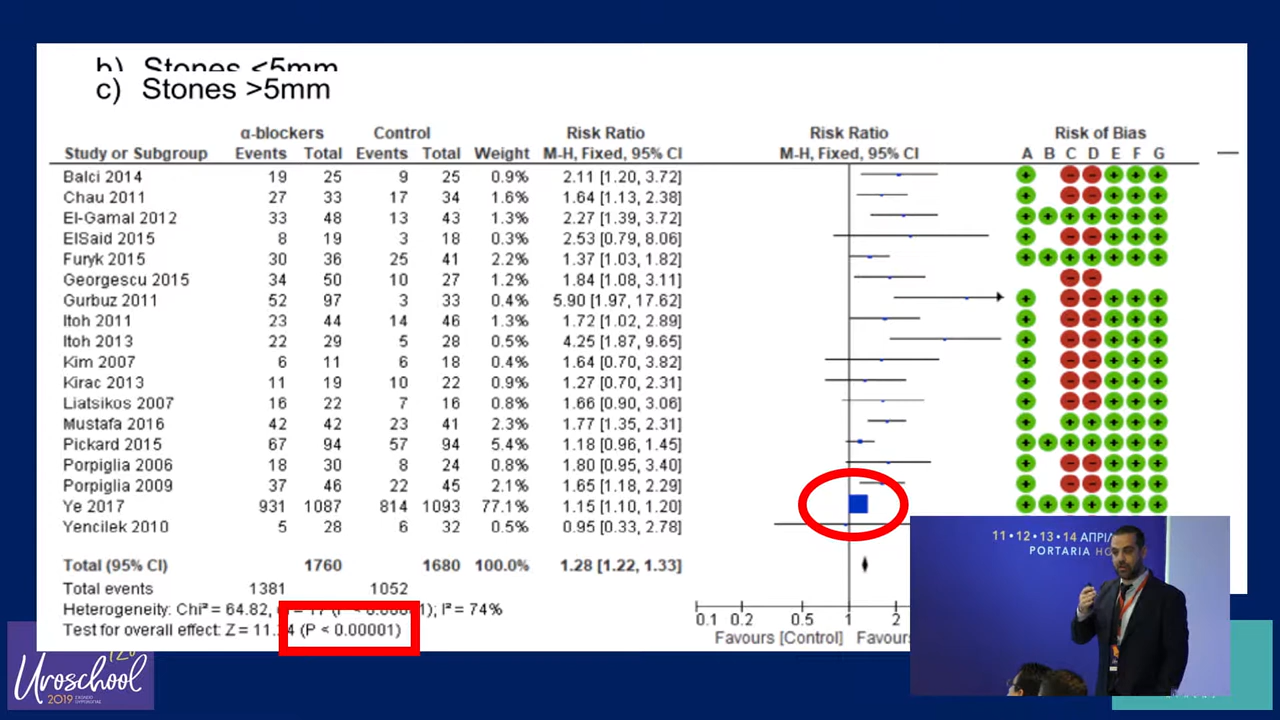 b) Stones <5mm
c) Stones >5mm
α-blockers Control Risk Ratio Risk Ratio Risk of Bias
Study or Subgroup Events Total Events Total Weight M-H, Fixed, 95% CI M-H, Fixed, 95% CI A B C D E F G
Balci 2014 19 25 9 25 0.9% 2.11 [1.20, 3.72]
Chau 2011 27 33 17 34 1.6% 1.64 [1.13, 2.38]
El-Gamal 2012 33 48 13 43 1.3% 2.27 [1.39, 3.72]
ElSaid 2015 8 19 3 18 0.3% 2.53 [0.79, 8.06]
Furyk 2015 30 36 25 41 2.2% 1.37 [1.03, 1.82]
Georgescu 2015 34 50 10 27 1.2% 1.84 [1.08, 3.11]
Gurbuz 2011 52 97 3 33 0.4% 5.90 [1.97, 17.62]
Itoh 2011 23 44 14 46 1.3% 1.72 [1.02, 2.89]
Itoh 2013 22 29 5 28 0.5% 4.25 [1.87, 9.65]
Kim 2007 6 11 6 18 0.4% 1.64 [0.70, 3.82]
Kirac 2013 11 19 10 22 0.9% 1.27 [0.70, 2.31]
Liatsikos 2007 16 22 7 16 0.8% 1.66 [0.90, 3.06]
Mustafa 2016 42 42 23 41 2.3% 1.77 [1.35, 2.31]
Pickard 2015 67 94 57 94 5.4% 1.18 [0.96, 1.45]
Porpiglia 2006 18 30 8 24 0.8% 1.80 [0.95, 3.40]
Porpiglia 2009 37 46 22 45 2.1% 1.65 [1.18, 2.29]
Ye 2017 931 1087 814 1093 77.1% 1.15 [1.10, 1.20]
Yencilek 2010 5 28 6 32 0.5% 0.95 [0.33, 2.78]
Total (95% CI) 1760 1680 100.0% 1.28 [1.22, 1.33]
Total events 1381 1052
Heterogeneity: Chi² = 64.82, I² = 74%
Test for overall effect: Z = 11. (P < 0.00001)
0.1 0.2 0.5 1 2
Favours [Control] Favours
11 • 12 • 13 • 14 ΑΠΡΙΛ
PORTARIA HO
Uroschool
2019